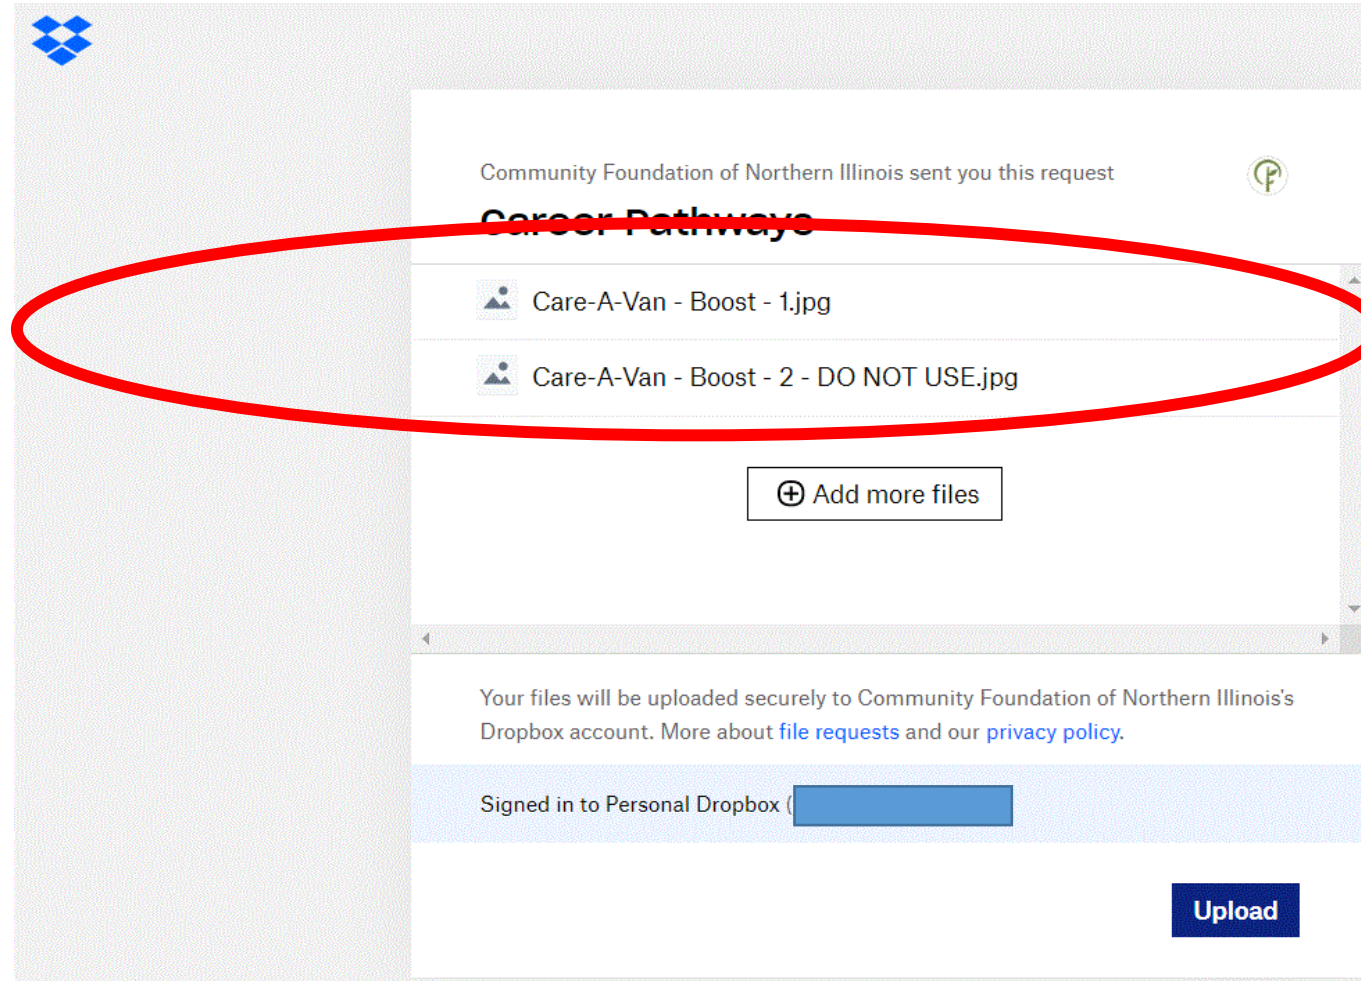 Community Foundation of Northern Illinois sent you this request
Career Pathways
Care-A-Van - Boost - 1.jpg
Care-A-Van - Boost - 2 - DO NOT USE.jpg
Add more files
Your files will be uploaded securely to Community Foundation of Northern Illinois's
Dropbox account. More about file requests and our privacy policy.
Signed in to Personal Dropbox (
Upload